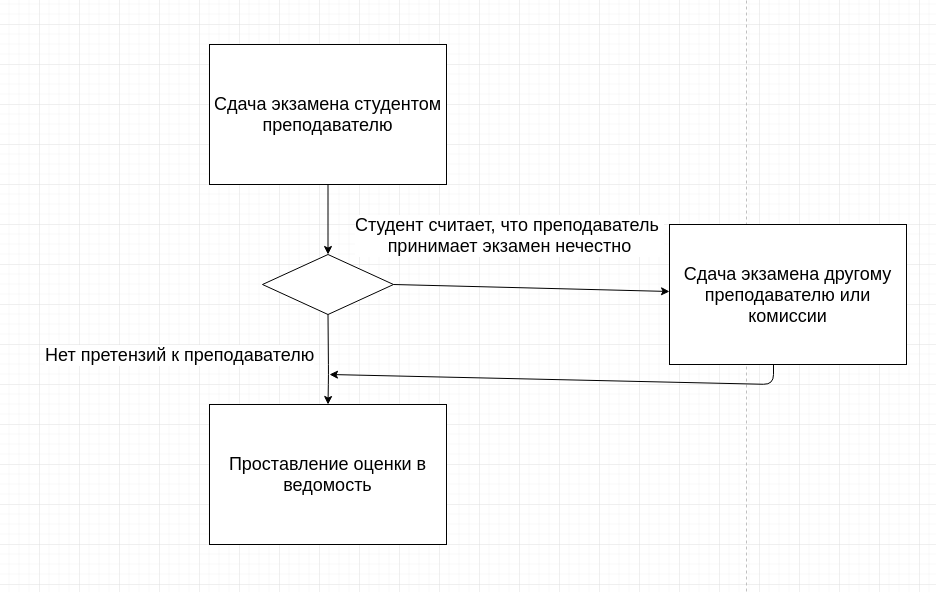 Сдача экзамена студентом
преподавателю
Студент считает, что преподаватель
принимает экзамен нечестно
Сдача экзамена другому
преподавателю или
комиссии
Нет претензий к преподавателю
Проставление оценки в
ведомость